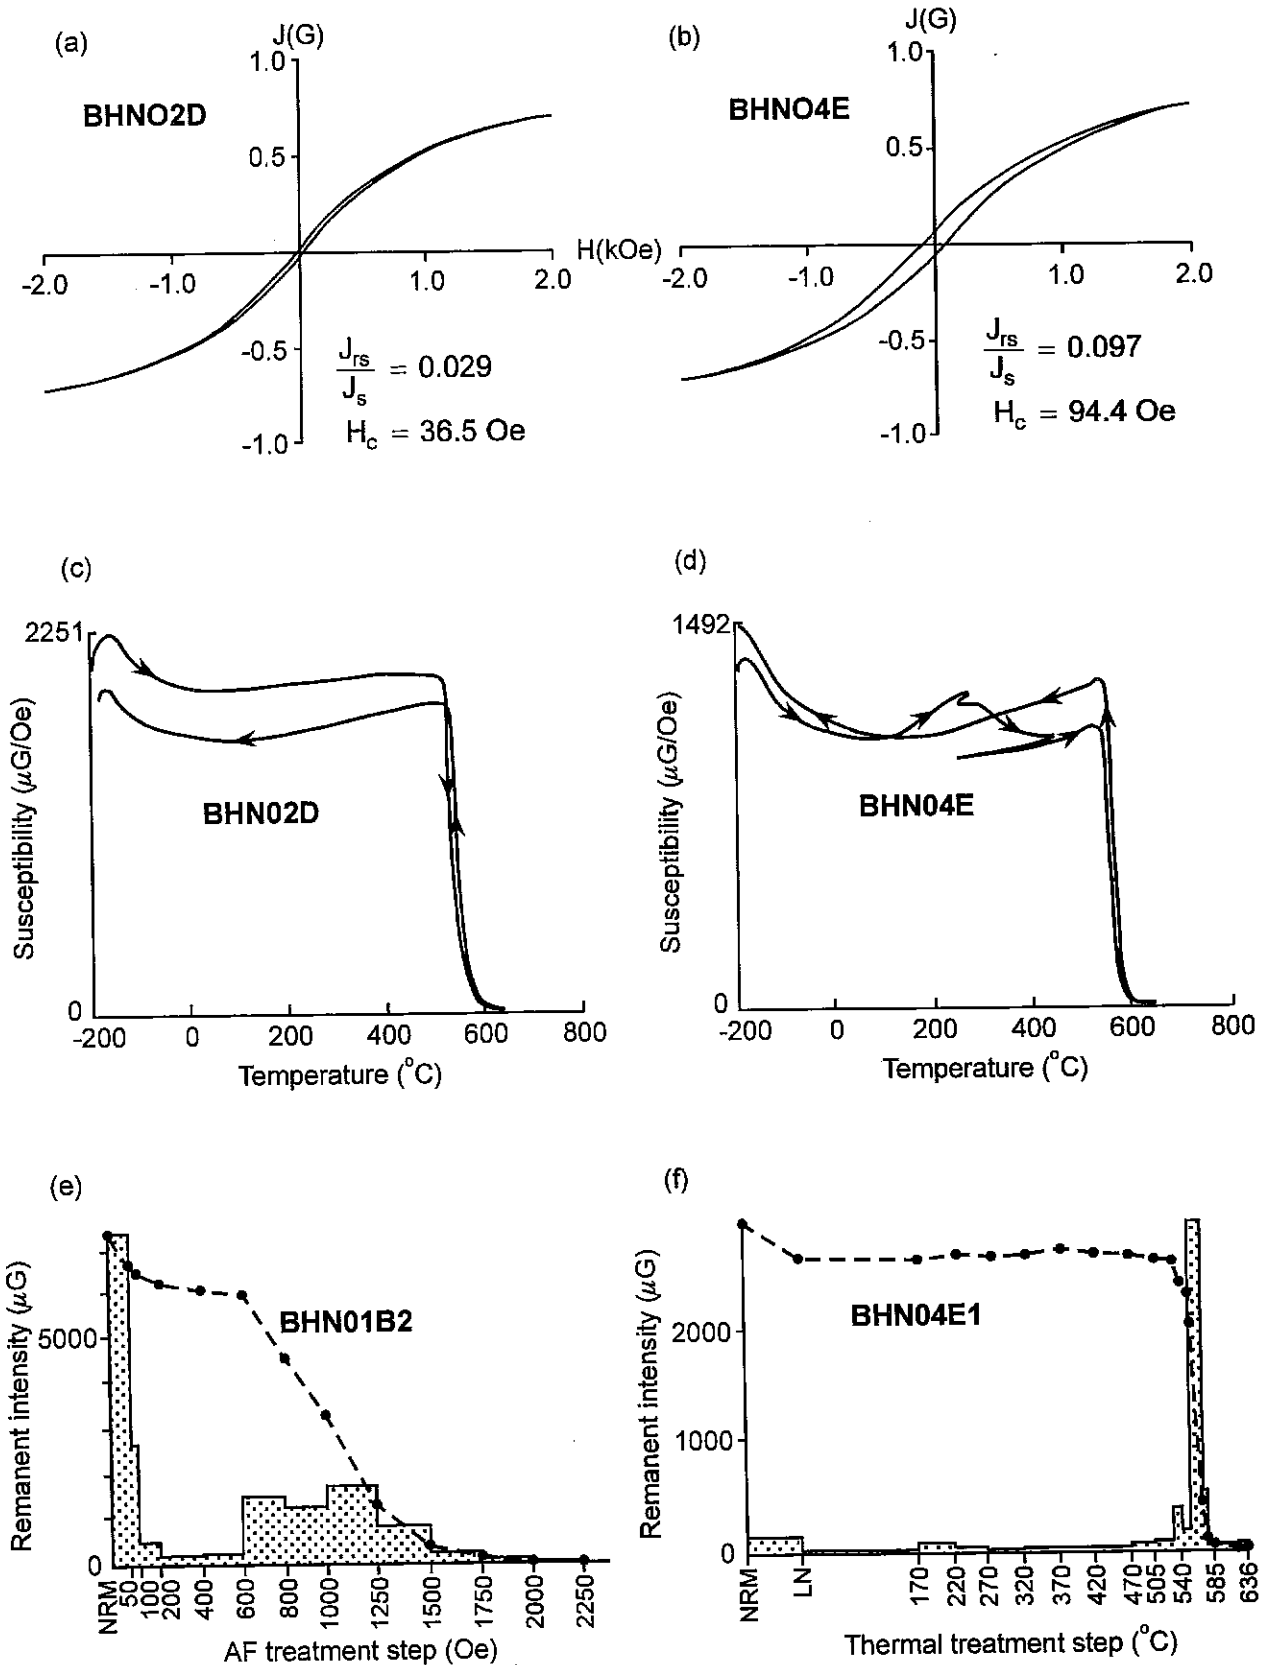 (a)
J(G)
1.0
BHNO2D
0.5
H(kOe)
-2.0
-1.0
1.0
2.0
-0.5
Jrs
Js
= 0.029
Hc = 36.5 Oe
-1.0
(b)
J(G)
1.0
BHNO4E
0.5
-2.0
-1.0
1.0
2.0
-0.5
Jrs
Js
= 0.097
Hc = 94.4 Oe
-1.0
(c)
2251
Susceptibility (μG/Oe)
BHN02D
0
-200
0
200
400
600
800
Temperature (°C)
(d)
1492
Susceptibility (μG/Oe)
BHN04E
0
-200
0
200
400
600
800
Temperature (°C)
(e)
Remanent intensity (μG)
BHN01B2
5000
0
NRM
50
100
200
400
600
800
1000
1250
1500
1750
2000
2250
AF treatment step (Oe)
(f)
Remanent intensity (μG)
BHN04E1
2000
1000
0
NRM
LN
170
220
270
320
370
420
470
505
540
585
636
Thermal treatment step (°C)